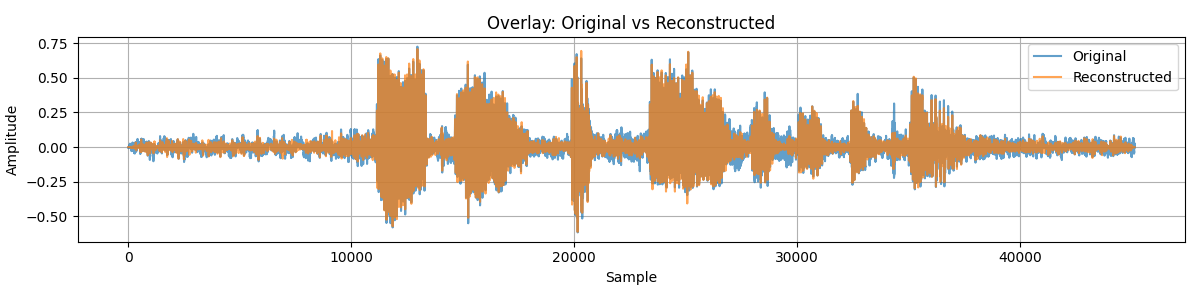 Overlay: Original vs Reconstructed
Original
Reconstructed
Amplitude
0.75
0.50
0.25
0.00
−0.25
−0.50
0 10000 20000 30000 40000
Sample